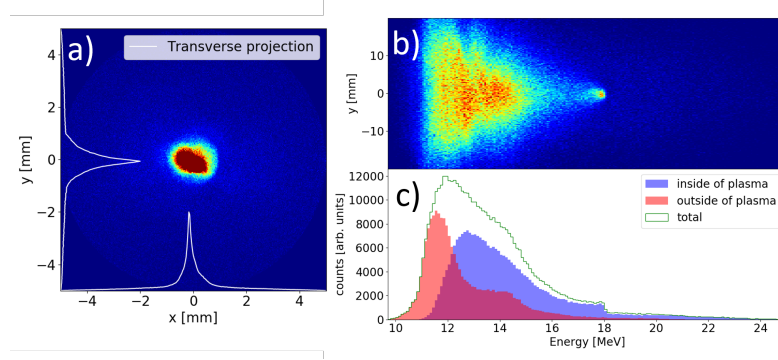 a)
Transverse projection
4
2
0
−2
−4
y [mm]
−4
−2
0
2
4
x [mm]
b)
10
0
−10
y [mm]
c)
inside of plasma
outside of plasma
total
12000
10000
8000
6000
4000
2000
0
counts [arb. units]
10
12
14
16
18
20
22
24
Energy [MeV]